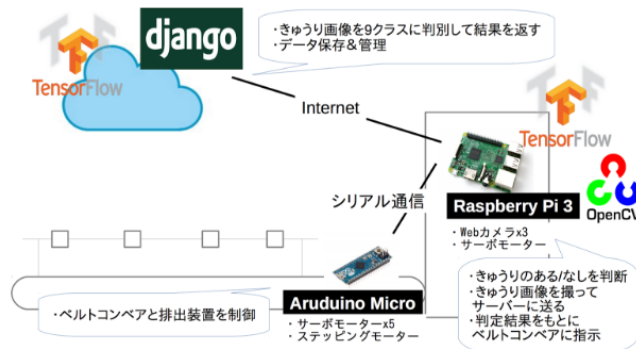 django
・きゅうり画像を9クラスに判別して結果を返す
・データ保存&管理
TensorFlow
Internet
TensorFlow
シリアル通信
Raspberry Pi 3
OpenCV
・Webカメラx3
・サーボモーター
・きゅうりのある/なしを判断
・きゅうり画像を撮って
サーバーに送る
・判定結果をもとに
ベルトコンベアに指示
・ベルトコンベアと排出装置を制御
Aruduino Micro
・サーボモーターx5
・ステッピングモーター